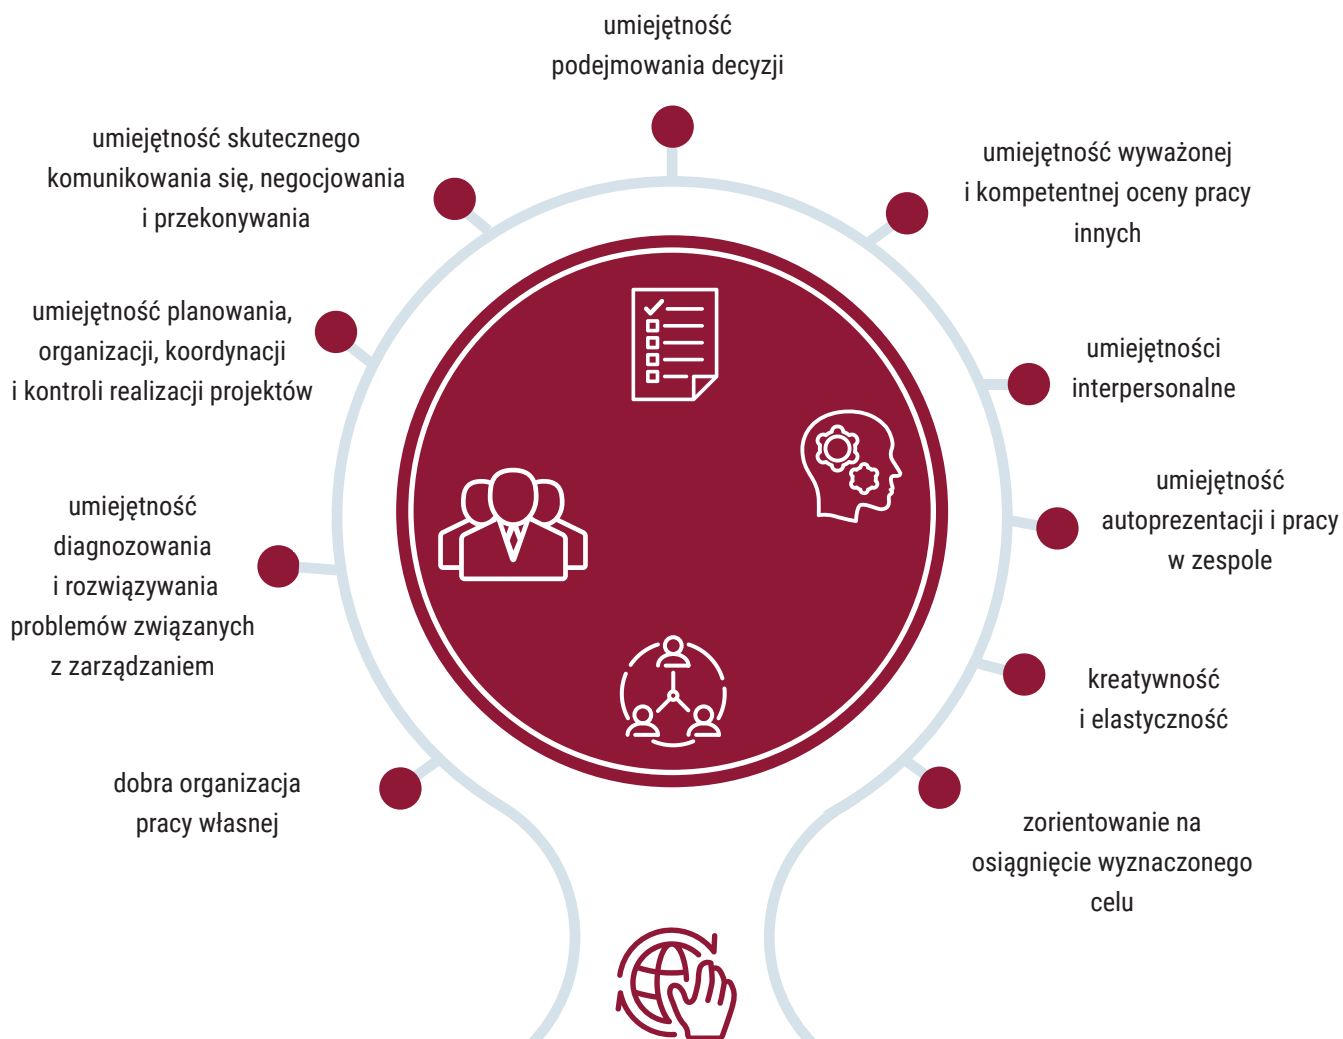 umiejętność
podejmowania decyzji
umiejętność skutecznego
komunikowania się, negocjowania
i przekonywania
umiejętność wyważonej
i kompetentnej oceny pracy
innych
umiejętność planowania,
organizacji, koordynacji
i kontroli realizacji projektów
umiejętności
interpersonalne
umiejętność
autoprezentacji i pracy
w zespole
umiejętność
diagnozowania
i rozwiązywania
problemów związanych
z zarządzaniem
kreatywność
i elastyczność
dobra organizacja
pracy własnej
zorientowanie na
osiągnięcie wyznaczonego
celu